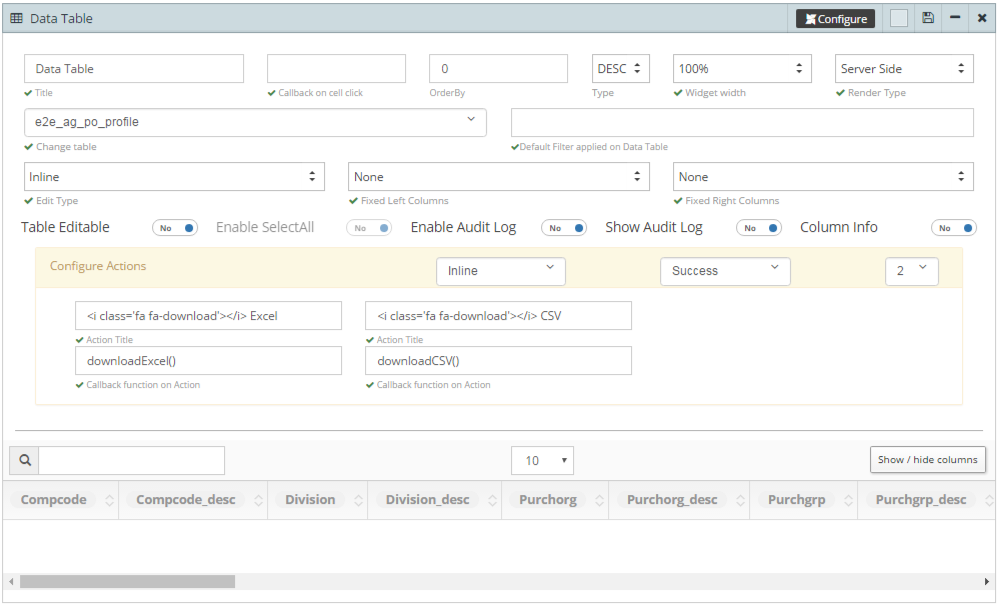 Data Table
Configure
Data Table
0
DESC
100%
Server Side
Title
Callback on cell click
OrderBy
Type
Widget width
Render Type
e2e_ag_po_profile
Change table
Default Filter applied on Data Table
Inline
None
None
Edit Type
Fixed Left Columns
Fixed Right Columns
Table Editable No Enable SelectAll No Enable Audit Log No Show Audit Log No Column Info No
Configure Actions Inline Success 2
<i class='fa fa-download'></i> Excel
<i class='fa fa-download'></i> CSV
Action Title
Action Title
downloadExcel()
downloadCSV()
Callback function on Action
Callback function on Action
10
Show / hide columns
Compcode Compcode_desc Division Division_desc Purchorg Purchorg_desc Purchgrp Purchgrp_desc